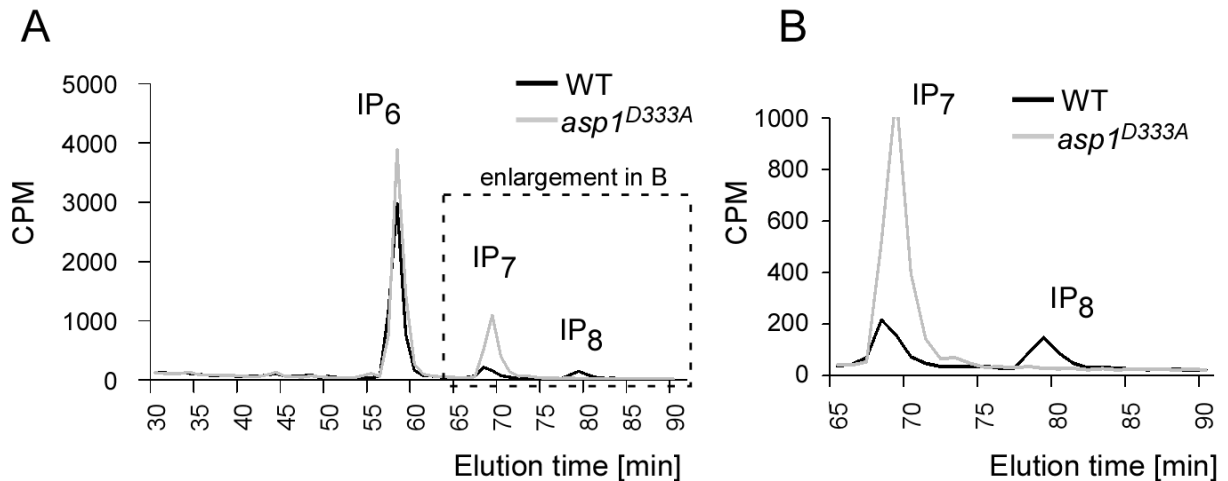 A
5000
4000
3000
2000
1000
0
CPM
IP6
WT
asp1D333A
enlargement in B
IP7
IP8
30 35 40 45 50 55 60 65 70 75 80 85 90
Elution time [min]
B
1000
800
600
400
200
0
CPM
IP7
WT
asp1D333A
IP8
65 70 75 80 85 90
Elution time [min]